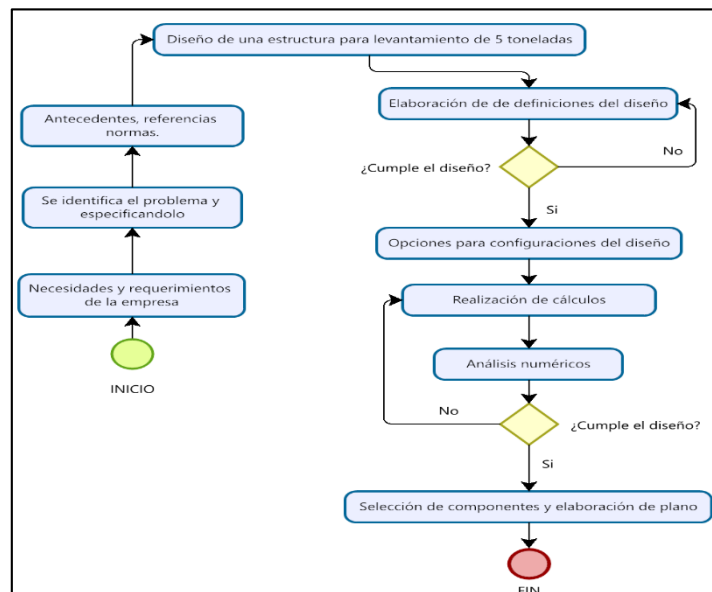 Diseño de una estructura para levantamiento de 5 toneladas
Antecedentes, referencias
normas.
Se identifica el problema y
especificandolo
Necesidades y requerimientos
de la empresa
INICIO
Elaboración de de definiciones del diseño
¿Cumple el diseño?
No
Si
Opciones para configuraciones del diseño
Realización de cálculos
Análisis numéricos
No
¿Cumple el diseño?
Si
Selección de componentes y elaboración de plano
FIN